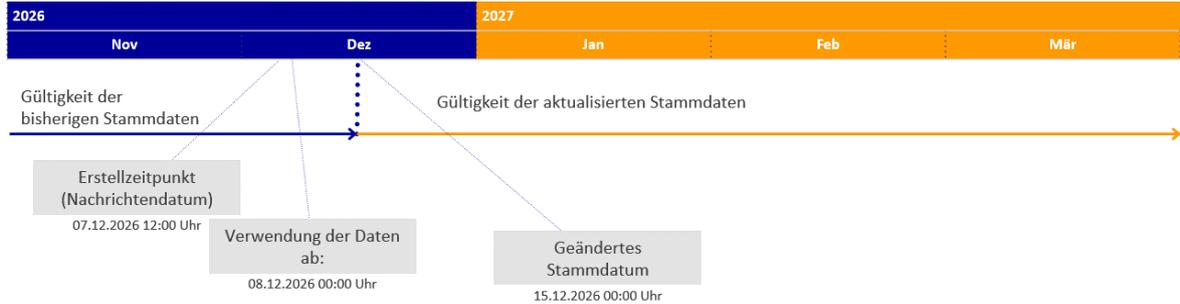 2026
2027
Nov
Dez
Jan
Feb
Mär
Gültigkeit der
bisherigen Stammdaten
Gültigkeit der aktualisierten Stammdaten
Erstellzeitpunkt
(Nachrichtendatum)
07.12.2026 12:00 Uhr
Verwendung der Daten
ab:
08.12.2026 00:00 Uhr
Geändertes
Stammdatum
15.12.2026 00:00 Uhr